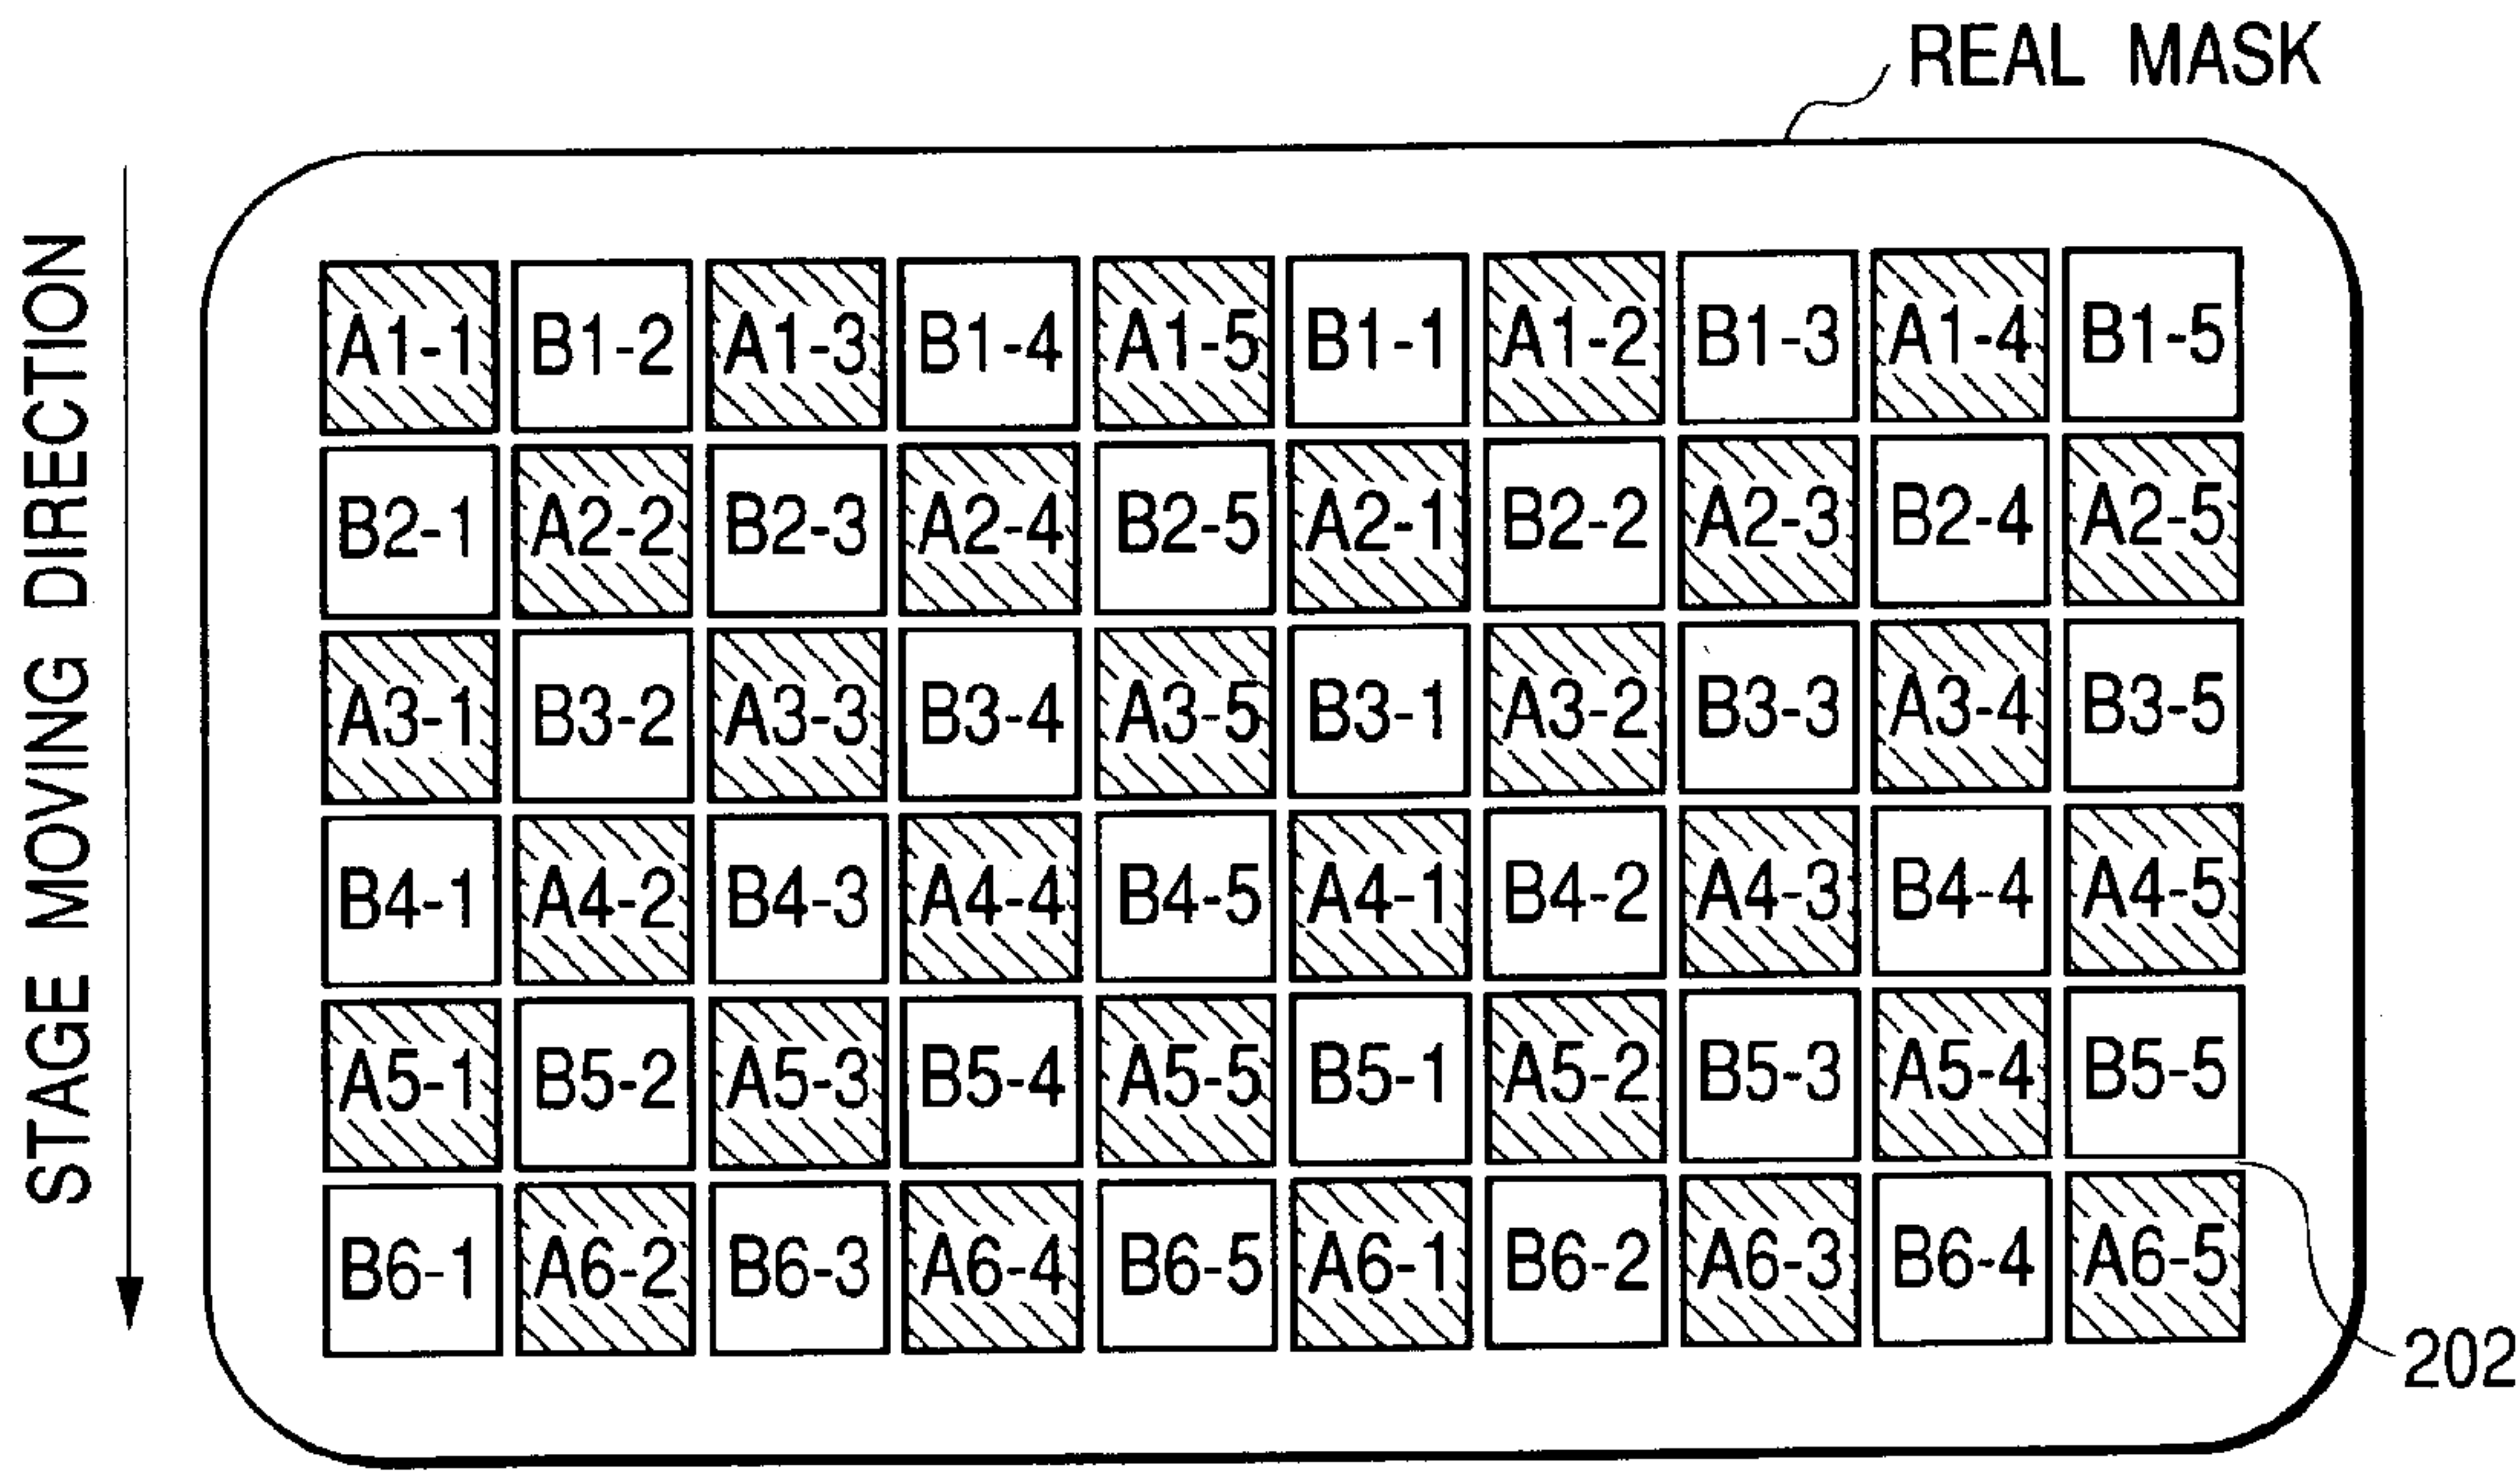 REAL MASK
STAGE MOVING DIRECTION
A1-1 B1-2 A1-3 B1-4 A1-5 B1-1 A1-2 B1-3 A1-4 B1-5
B2-1 A2-2 B2-3 A2-4 B2-5 A2-1 B2-2 A2-3 B2-4 A2-5
A3-1 B3-2 A3-3 B3-4 A3-5 B3-1 A3-2 B3-3 A3-4 B3-5
B4-1 A4-2 B4-3 A4-4 B4-5 A4-1 B4-2 A4-3 B4-4 A4-5
A5-1 B5-2 A5-3 B5-4 A5-5 B5-1 A5-2 B5-3 A5-4 B5-5
B6-1 A6-2 B6-3 A6-4 B6-5 A6-1 B6-2 A6-3 B6-4 A6-5
202